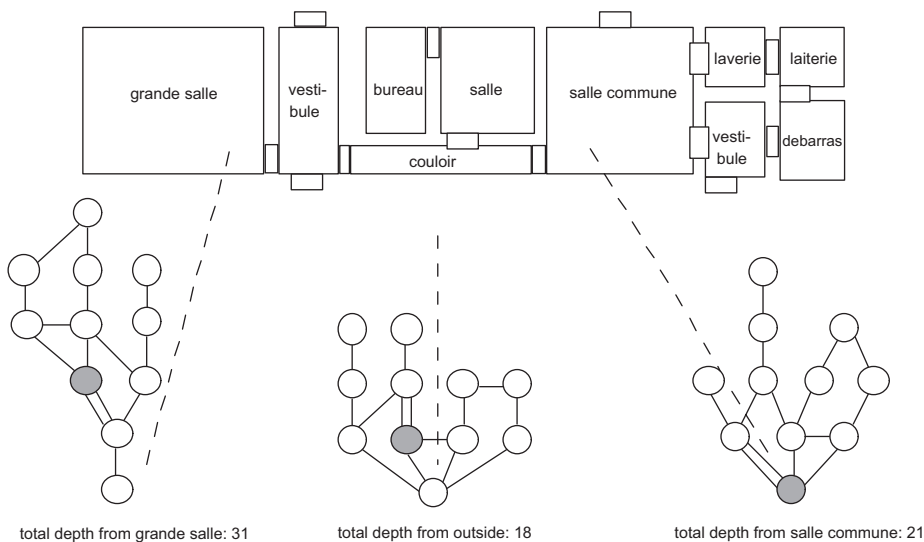 grande salle
vesti-
bule
bureau
salle
salle commune
laverie
laiterie
couloir
vesti-
bule
debarras
total depth from grande salle: 31
total depth from outside: 18
total depth from salle commune: 21